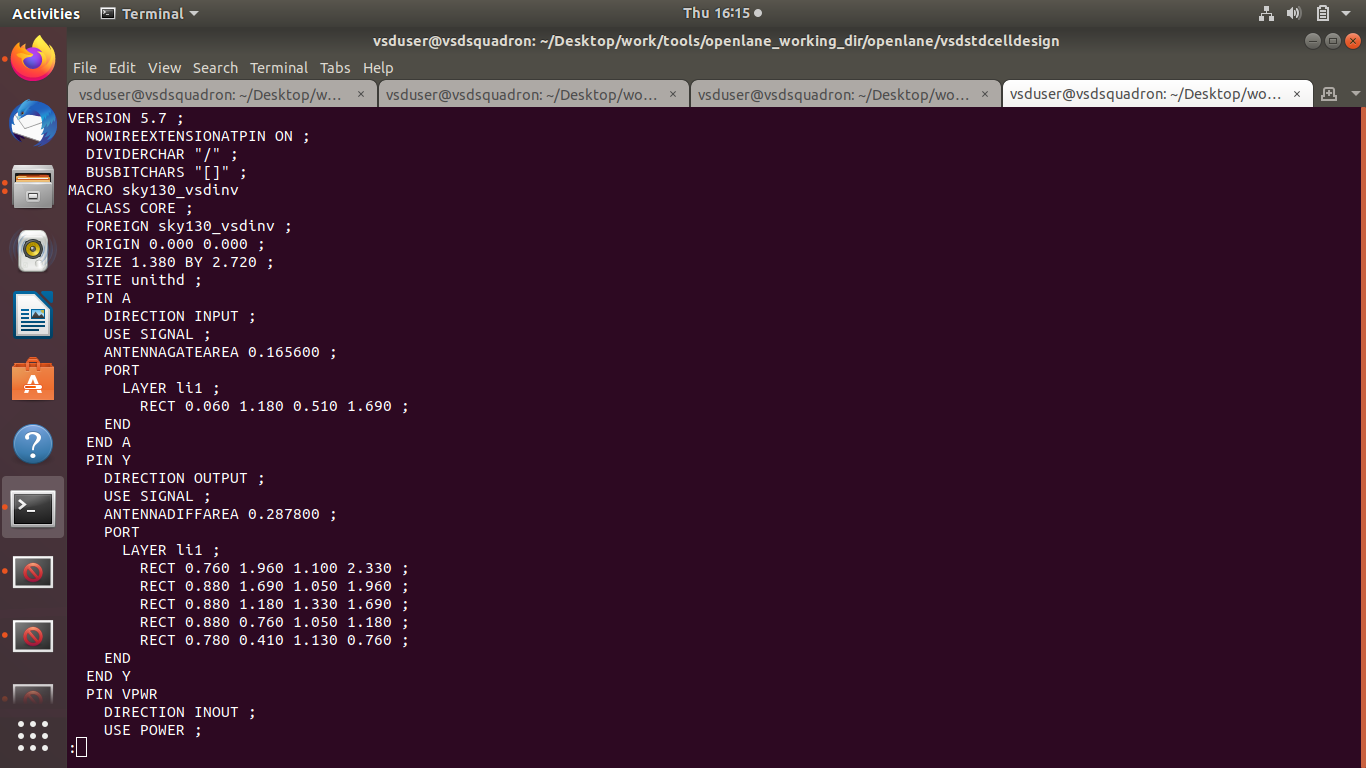 Activities Terminal Thu 16:15
vsduser@vsdsquadron: ~/Desktop/work/tools/openlane_working_dir/openlane/vsdstdcelldesign
File Edit View Search Terminal Tabs Help
vsduser@vsdsquadron: ~/Desktop/w... × vsduser@vsdsquadron: ~/Desktop/wo... × vsduser@vsdsquadron: ~/Desktop/wo... × vsduser@vsdsquadron: ~/Desktop/wo... ×
VERSION 5.7 ;
  NOWIREEXTENSIONATPIN ON ;
  DIVIDERCHAR "/" ;
  BUSBITCHARS "[]" ;
MACRO sky130_vsdinv
  CLASS CORE ;
  FOREIGN sky130_vsdinv ;
  ORIGIN 0.000 0.000 ;
  SIZE 1.380 BY 2.720 ;
  SITE unithd ;
  PIN A
    DIRECTION INPUT ;
    USE SIGNAL ;
    ANTENNAGATEAREA 0.165600 ;
    PORT
      LAYER li1 ;
        RECT 0.060 1.180 0.510 1.690 ;
    END
  END A
  PIN Y
    DIRECTION OUTPUT ;
    USE SIGNAL ;
    ANTENNADIFFAREA 0.287800 ;
    PORT
      LAYER li1 ;
        RECT 0.760 1.960 1.100 2.330 ;
        RECT 0.880 1.690 1.050 1.960 ;
        RECT 0.880 1.180 1.330 1.690 ;
        RECT 0.880 0.760 1.050 1.180 ;
        RECT 0.780 0.410 1.130 0.760 ;
    END
  END Y
  PIN VPWR
    DIRECTION INOUT ;
    USE POWER ;
: